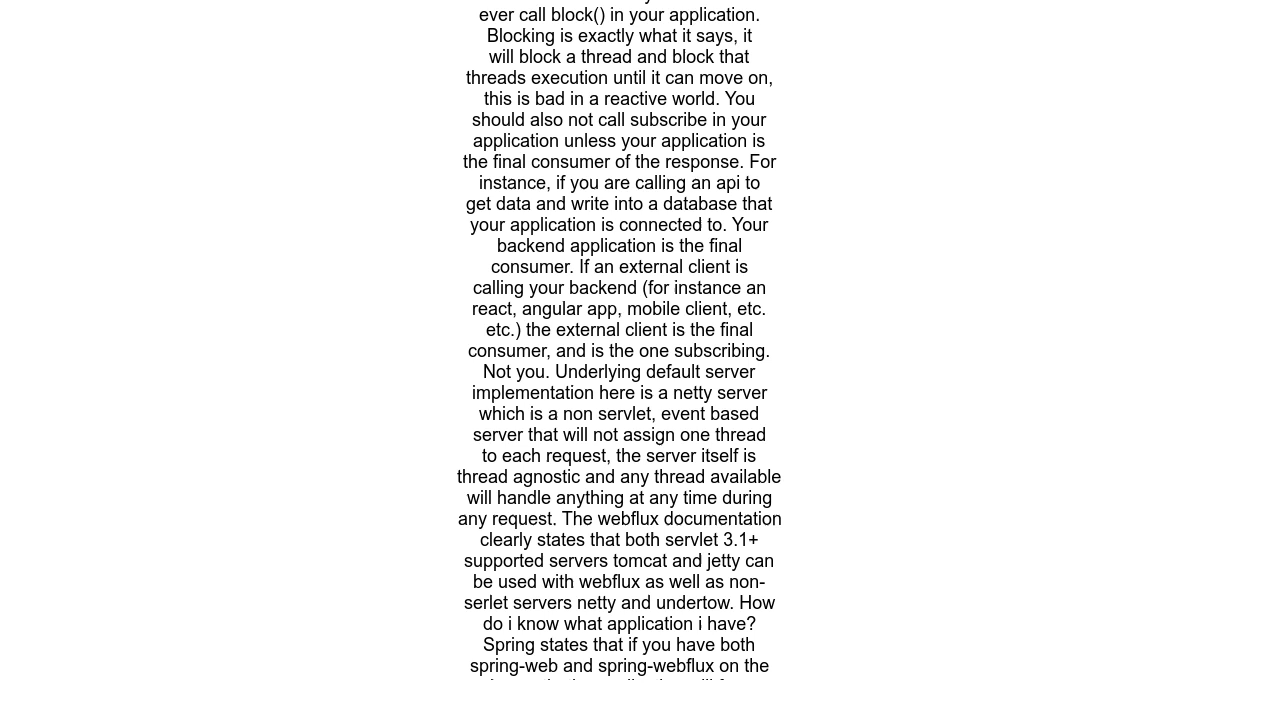 ever call block() in your application.
Blocking is exactly what it says, it
will block a thread and block that
threads execution until it can move on,
this is bad in a reactive world. You
should also not call subscribe in your
application unless your application is
the final consumer of the response. For
instance, if you are calling an api to
get data and write into a database that
your application is connected to. Your
backend application is the final
consumer. If an external client is
calling your backend (for instance an
react, angular app, mobile client, etc.
etc.) the external client is the final
consumer, and is the one subscribing.
Not you. Underlying default server
implementation here is a netty server
which is a non servlet, event based
server that will not assign one thread
to each request, the server itself is
thread agnostic and any thread available
will handle anything at any time during
any request. The webflux documentation
clearly states that both servlet 3.1+
supported servers tomcat and jetty can
be used with webflux as well as non-
serlet servers netty and undertow. How
do i know what application i have?
Spring states that if you have both
spring-web and spring-webflux on the